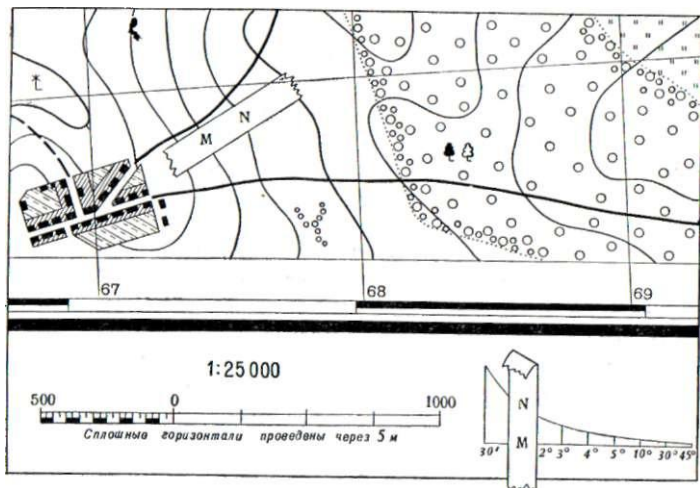 M N
67 68 69
1:25 000
500 0 1000
Сплошные горизонтали проведены через 5 м
N
M
30' 2° 3° 4° 5° 10° 30° 45°